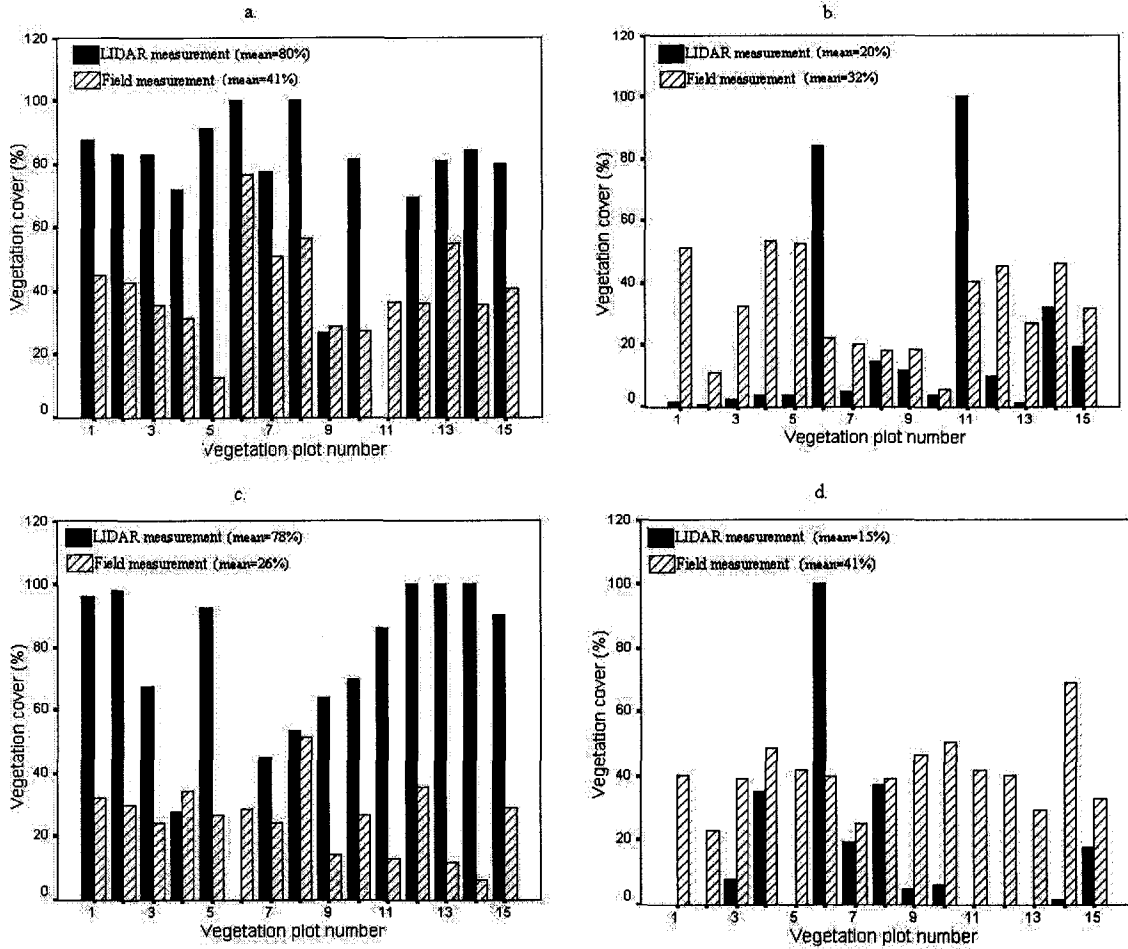 a.
120
100
80
60
40
20
0
Vegetation cover (%)
LIDAR measurement (mean=80%)
Field measurement (mean=41%)
1 3 5 7 9 11 13 15
Vegetation plot number
b.
120
100
80
60
40
20
0
Vegetation cover (%)
LIDAR measurement (mean=20%)
Field measurement (mean=32%)
1 3 5 7 9 11 13 15
Vegetation plot number
c.
120
100
80
60
40
20
0
Vegetation cover (%)
LIDAR measurement (mean=78%)
Field measurement (mean=26%)
1 3 5 7 9 11 13 15
Vegetation plot number
d.
120
100
80
60
40
20
0
Vegetation cover (%)
LIDAR measurement (mean=15%)
Field measurement (mean=41%)
1 3 5 7 9 11 13 15
Vegetation plot number